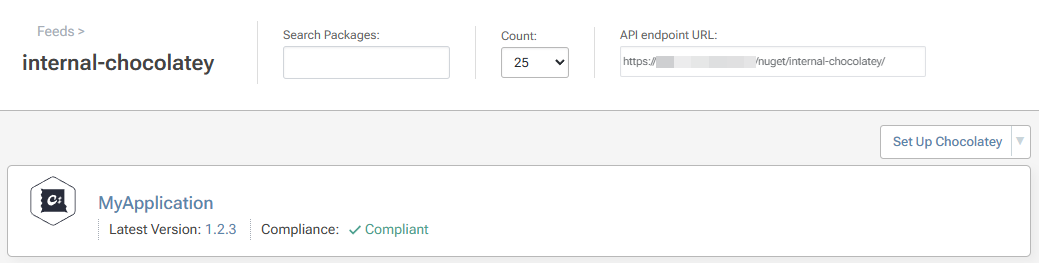 Feeds >
internal-chocolatey
Search Packages:
Count:
25
API endpoint URL:
https:// /nuget/internal-chocolatey/
Set Up Chocolatey
MyApplication
Latest Version: 1.2.3 Compliance: Compliant